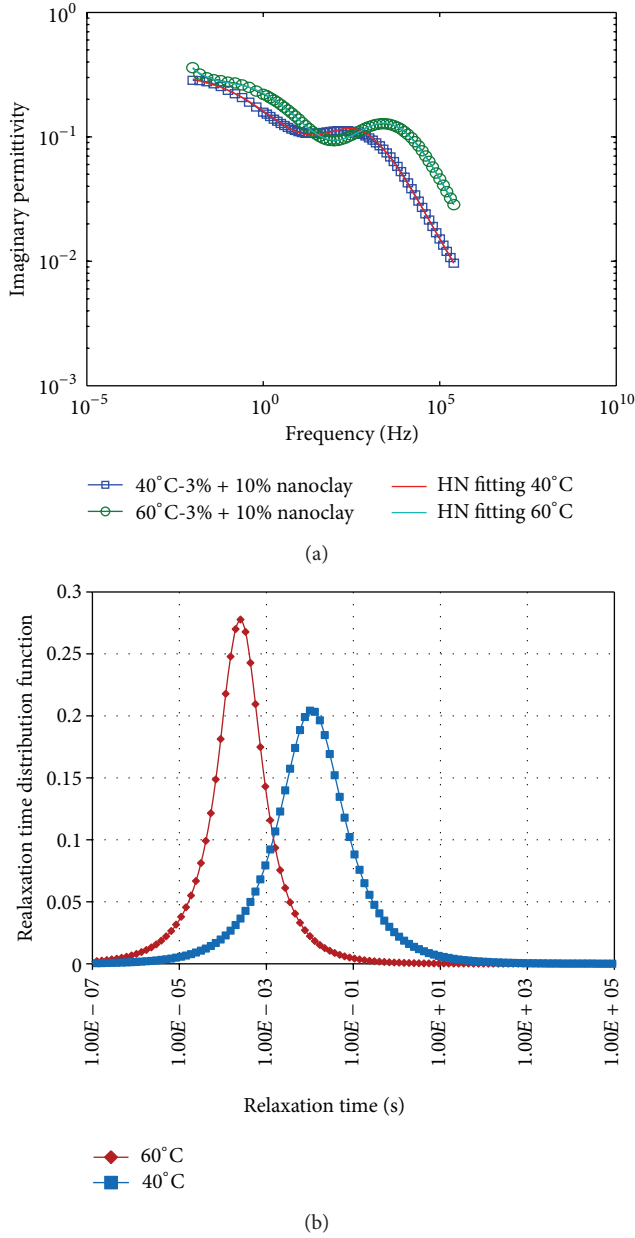 10^0
10^-1
10^-2
10^-3
Imaginary permittivity
10^-5
10^0
10^5
10^10
Frequency (Hz)
40°C-3% + 10% nanoclay
HN fitting 40°C
60°C-3% + 10% nanoclay
HN fitting 60°C
(a)
0.3
0.25
0.2
0.15
0.1
0.05
0
Realaxation time distribution function
1.00E − 07
1.00E − 05
1.00E − 03
1.00E − 01
1.00E + 01
1.00E + 03
1.00E + 05
Relaxation time (s)
60°C
40°C
(b)